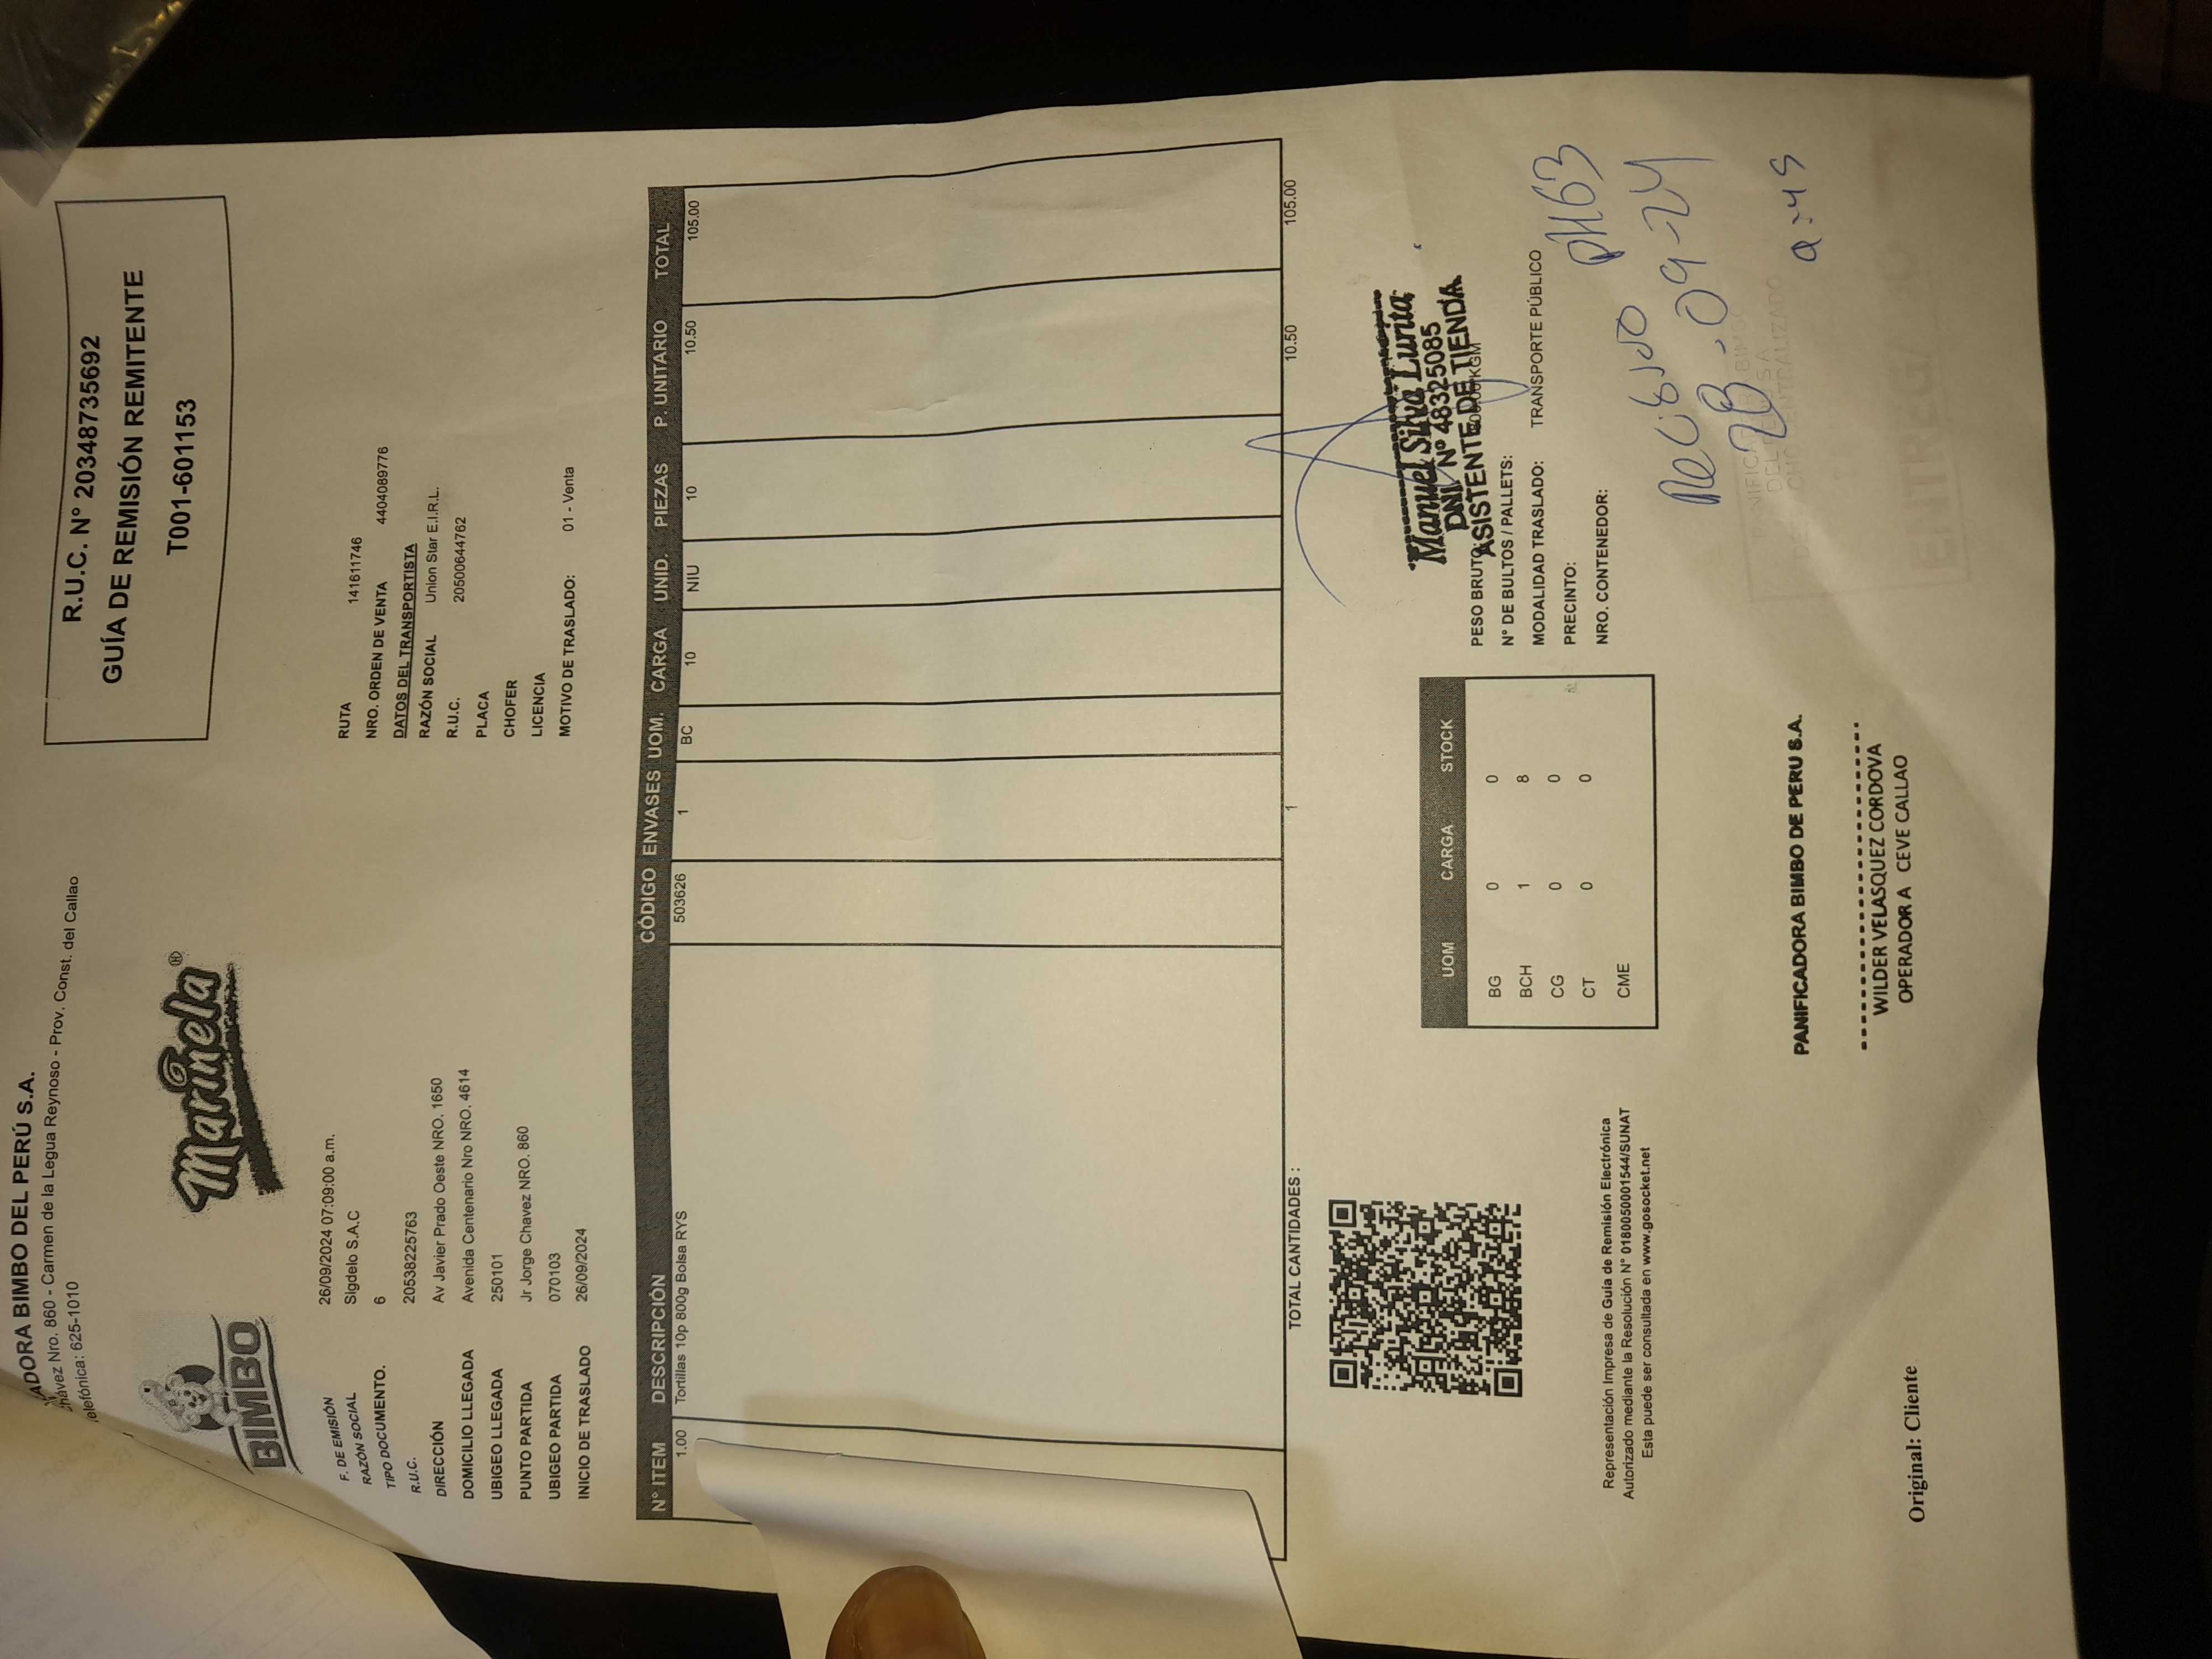 ADORA BIMBO DEL PERÚ S.A.
chávez Nro. 860 - Carmen de la Legua Reynoso - Prov. Const. del Callao
elefónica: 625-1010
R.U.C. N° 20348735692
GUÍA DE REMISIÓN REMITENTE
T001-601153
BIMBO
Marinela®
F. DE EMISIÓN 26/09/2024 07:09:00 a.m.
RAZÓN SOCIAL Sigdelo S.A.C
TIPO DOCUMENTO. 6
R.U.C. 20538225763
DIRECCIÓN Av Javier Prado Oeste NRO. 1650
DOMICILIO LLEGADA Avenida Centenario Nro NRO. 4614
UBIGEO LLEGADA 250101
PUNTO PARTIDA Jr Jorge Chavez NRO. 860
UBIGEO PARTIDA 070103
INICIO DE TRASLADO 26/09/2024
RUTA 141611746
NRO. ORDEN DE VENTA 4404089776
DATOS DEL TRANSPORTISTA
RAZÓN SOCIAL Union Star E.I.R.L.
R.U.C. 20500644762
PLACA
CHOFER
LICENCIA
MOTIVO DE TRASLADO: 01 - Venta
N° ITEM DESCRIPCIÓN CÓDIGO ENVASES UOM. CARGA UNID. PIEZAS P. UNITARIO TOTAL
1.00 Tortillas 10p 800g Bolsa RYS 503626 1 BC 10 NIU 10 10.50 105.00
TOTAL CANTIDADES : 1 10.50 105.00
UOM CARGA STOCK
BG 0 0
BCH 1 8
CG 0 0
CT 0 0
CME
Manuel Silva Lurita
DNI. N° 48325085
ASISTENTE DE TIENDA
PESO BRUTO: KGM
N° DE BULTOS / PALLETS:
MODALIDAD TRASLADO: TRANSPORTE PÚBLICO
PRECINTO:
NRO. CONTENEDOR:
PH63
Recibido
28-09-24
a:45
ENTREGADO
Representación Impresa de Guía de Remisión Electrónica
Autorizado mediante la Resolución N° 0180050001544/SUNAT
Esta puede ser consultada en www.gosocket.net
PANIFICADORA BIMBO DE PERU S.A.
WILDER VELASQUEZ CORDOVA
OPERADOR A CEVE CALLAO
Original: Cliente